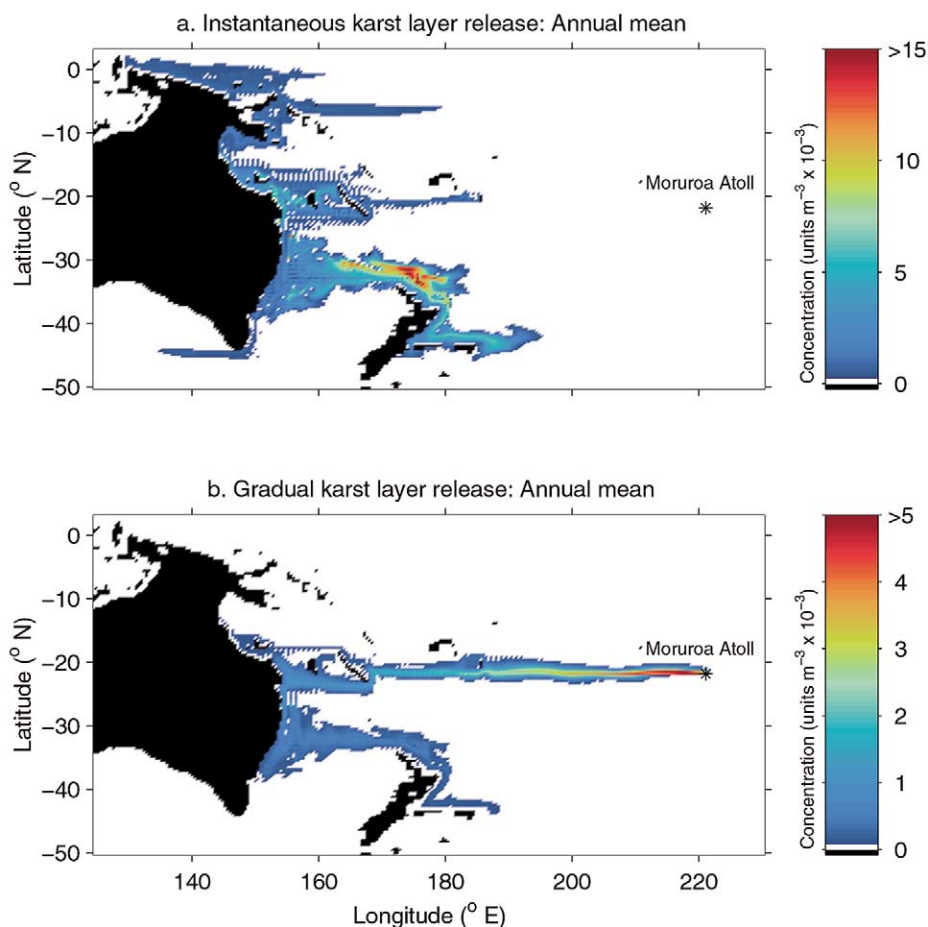 a. Instantaneous karst layer release: Annual mean
0
−10
−20
−30
−40
−50
Latitude (° N)
Moruroa Atoll
*
>15
10
5
0
Concentration (units m⁻³ x 10⁻³)
b. Gradual karst layer release: Annual mean
0
−10
−20
−30
−40
−50
Latitude (° N)
Moruroa Atoll
*
>5
4
3
2
1
0
Concentration (units m⁻³ x 10⁻³)
140 160 180 200 220
Longitude (° E)